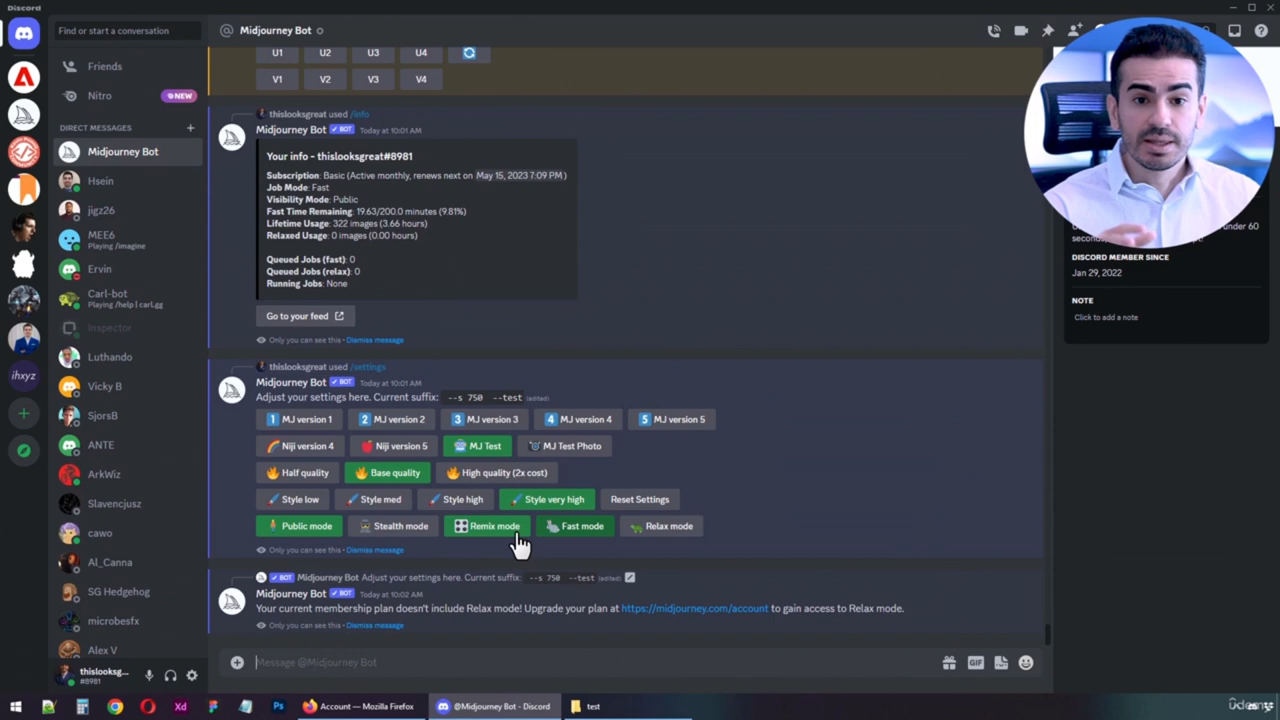 Discord
Find or start a conversation
Midjourney Bot
Friends
Nitro
NEW
DIRECT MESSAGES
Midjourney Bot
Hsein
jigz26
MEE6
Playing /imagine
Ervin
Carl-bot
Playing /help | carl.gg
Inspector
Luthando
Vicky B
SjorsB
ANTE
ArkWiz
Slavencjusz
cawo
AI_Canna
SG Hedgehog
microbesfx
Alex V
ihxyz
thislooksg...
#8981
U1 U2 U3 U4
V1 V2 V3 V4
thislooksgreat used /info
Midjourney Bot BOT Today at 10:01 AM
Your info - thislooksgreat#8981
Subscription: Basic (Active monthly, renews next on May 15, 2023 7:09 PM)
Job Mode: Fast
Visibility Mode: Public
Fast Time Remaining: 19.63/200.0 minutes (9.81%)
Lifetime Usage: 322 images (3.66 hours)
Relaxed Usage: 0 images (0.00 hours)
Queued Jobs (fast): 0
Queued Jobs (relax): 0
Running Jobs: None
Go to your feed
Only you can see this • Dismiss message
thislooksgreat used /settings
Midjourney Bot BOT Today at 10:01 AM
Adjust your settings here. Current suffix: --s 750 --test (edited)
1 MJ version 1 2 MJ version 2 3 MJ version 3 4 MJ version 4 5 MJ version 5
Niji version 4 Niji version 5 MJ Test MJ Test Photo
Half quality Base quality High quality (2x cost)
Style low Style med Style high Style very high Reset Settings
Public mode Stealth mode Remix mode Fast mode Relax mode
Only you can see this • Dismiss message
BOT Midjourney Bot Adjust your settings here. Current suffix: --s 750 --test (edited)
Midjourney Bot BOT Today at 10:02 AM
Your current membership plan doesn't include Relax mode! Upgrade your plan at https://midjourney.com/account to gain access to Relax mode.
Only you can see this • Dismiss message
Message @Midjourney Bot
GIF
under 60
DISCORD MEMBER SINCE
Jan 29, 2022
NOTE
Click to add a note
Xd
Ps
Account — Mozilla Firefox
@Midjourney Bot - Discord
test